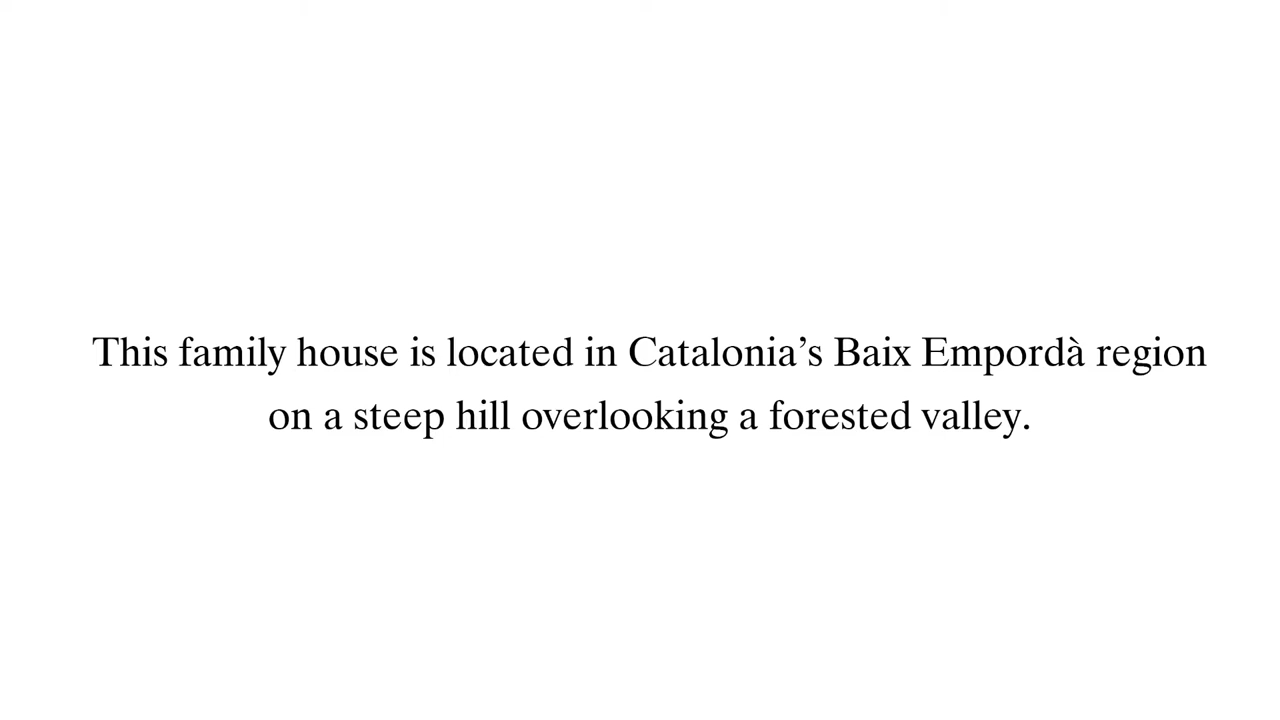 This family house is located in Catalonia’s Baix Empordà region
on a steep hill overlooking a forested valley.